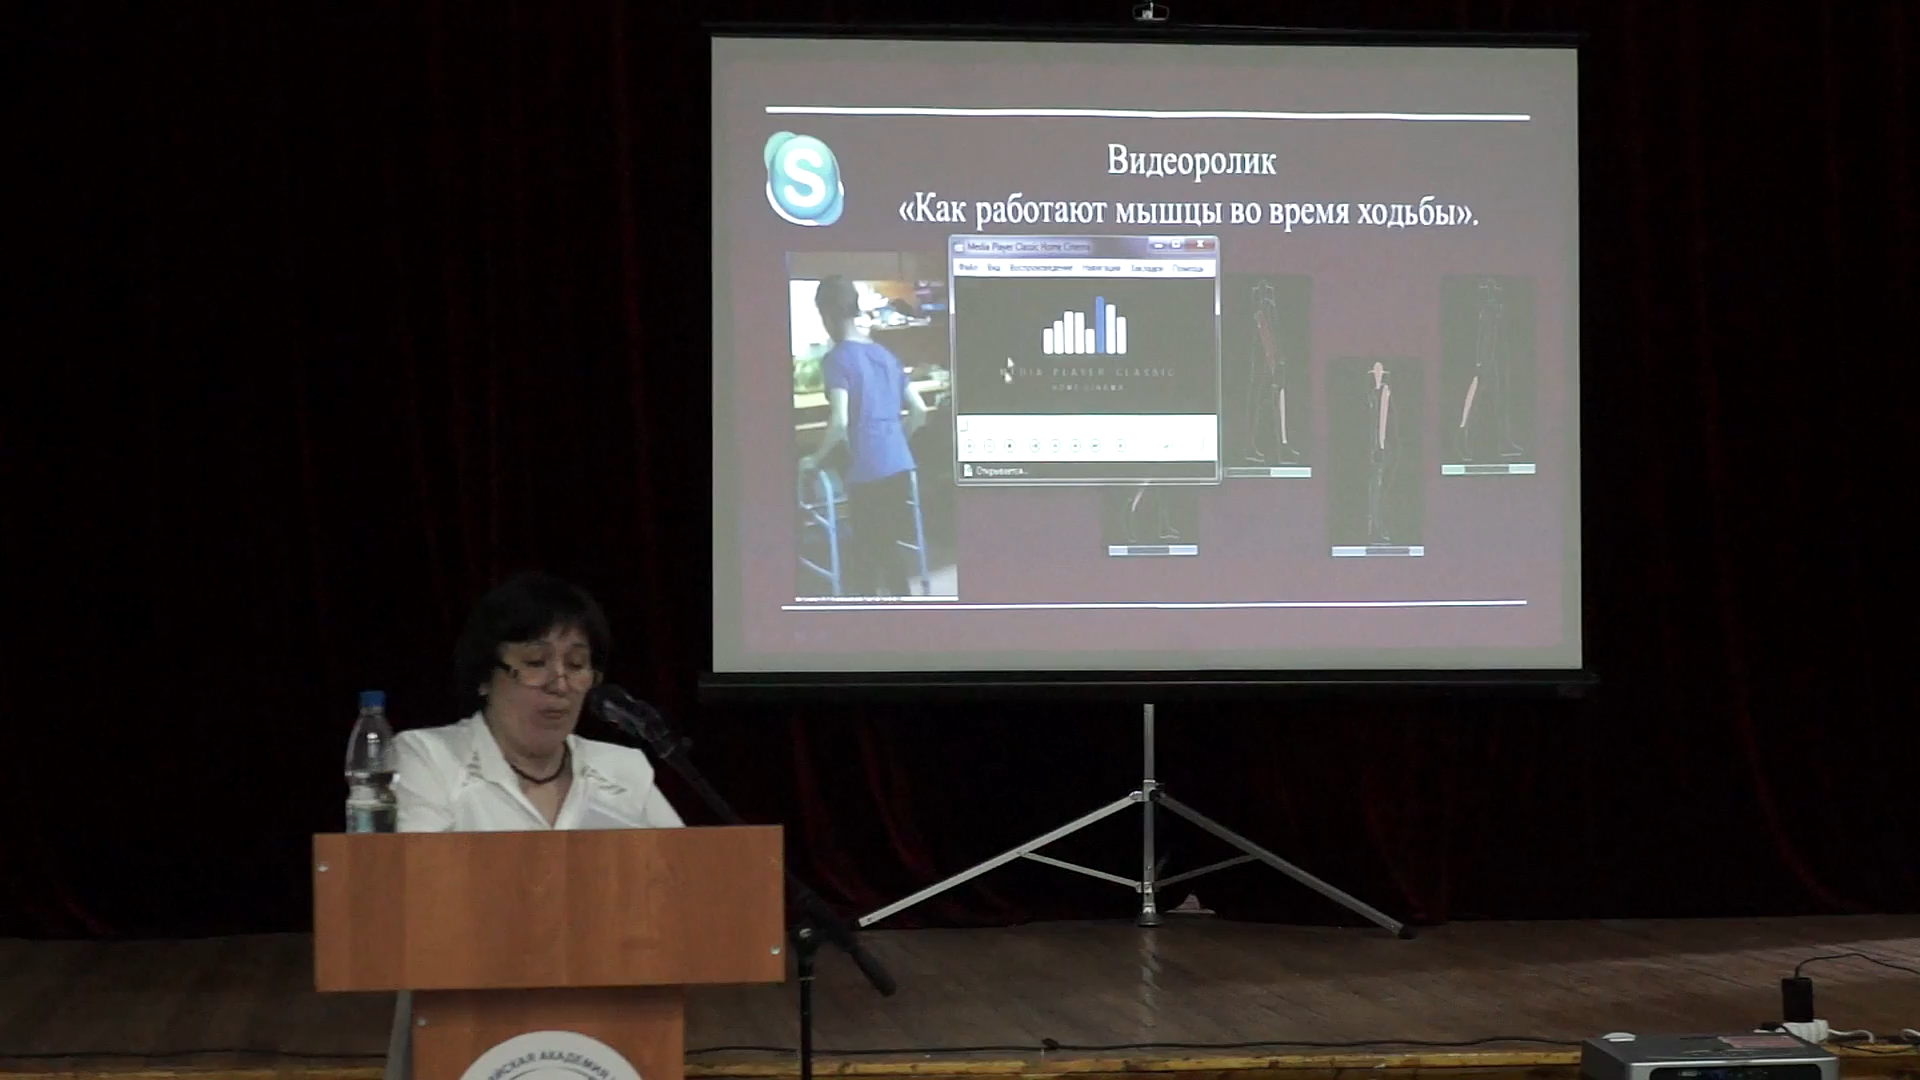 Видеоролик
«Как работают мышцы во время ходьбы».
S
Media Player Classic Home Cinema
Файл Вид Воспроизведение Навигация Закладки Помощь
MEDIA PLAYER CLASSIC
HOME CINEMA
Открывается...
АКАДЕМИЯ